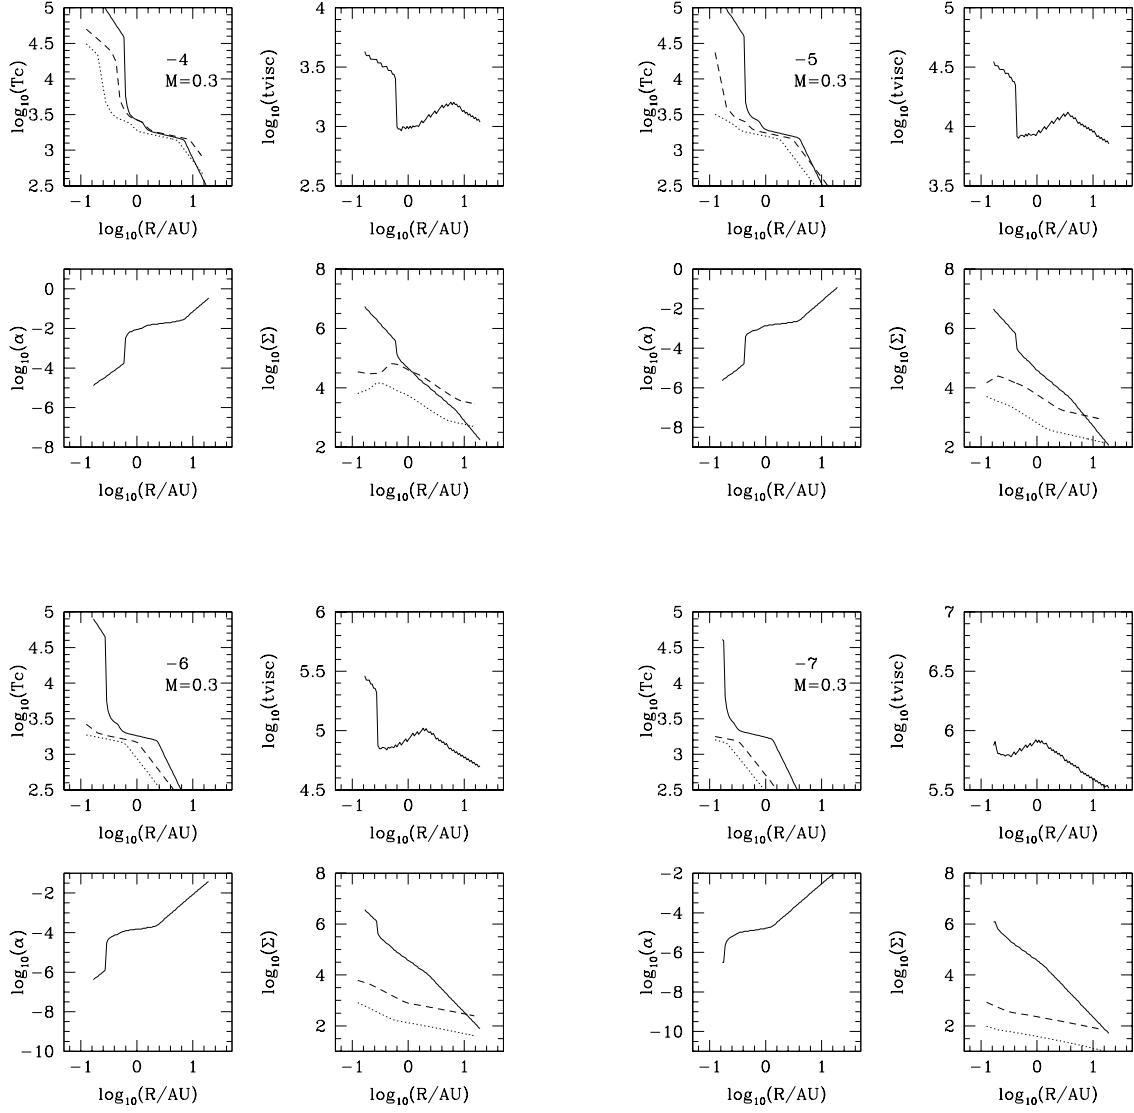 log₁₀(Tc)
5
4.5
4
3.5
3
2.5
−4
M=0.3
−1 0 1
log₁₀(R/AU)
log₁₀(tvisc)
4
3.5
3
2.5
−1 0 1
log₁₀(R/AU)
log₁₀(Tc)
5
4.5
4
3.5
3
2.5
−5
M=0.3
−1 0 1
log₁₀(R/AU)
log₁₀(tvisc)
5
4.5
4
3.5
−1 0 1
log₁₀(R/AU)
log₁₀(α)
0
−2
−4
−6
−8
−1 0 1
log₁₀(R/AU)
log₁₀(Σ)
8
6
4
2
−1 0 1
log₁₀(R/AU)
log₁₀(α)
0
−2
−4
−6
−8
−1 0 1
log₁₀(R/AU)
log₁₀(Σ)
8
6
4
2
−1 0 1
log₁₀(R/AU)
log₁₀(Tc)
5
4.5
4
3.5
3
2.5
−6
M=0.3
−1 0 1
log₁₀(R/AU)
log₁₀(tvisc)
6
5.5
5
4.5
−1 0 1
log₁₀(R/AU)
log₁₀(Tc)
5
4.5
4
3.5
3
2.5
−7
M=0.3
−1 0 1
log₁₀(R/AU)
log₁₀(tvisc)
7
6.5
6
5.5
−1 0 1
log₁₀(R/AU)
log₁₀(α)
−2
−4
−6
−8
−10
−1 0 1
log₁₀(R/AU)
log₁₀(Σ)
8
6
4
2
−1 0 1
log₁₀(R/AU)
log₁₀(α)
−2
−4
−6
−8
−10
−1 0 1
log₁₀(R/AU)
log₁₀(Σ)
8
6
4
2
−1 0 1
log₁₀(R/AU)